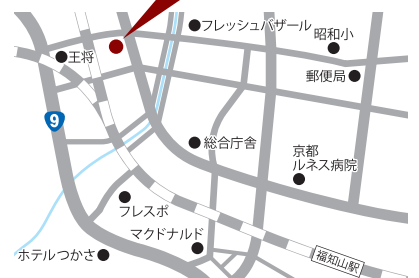 フレッシュバザール
昭和小
王将
郵便局
9
総合庁舎
京都
ルネス病院
フレスポ
マクドナルド
福知山駅
ホテルつかさ